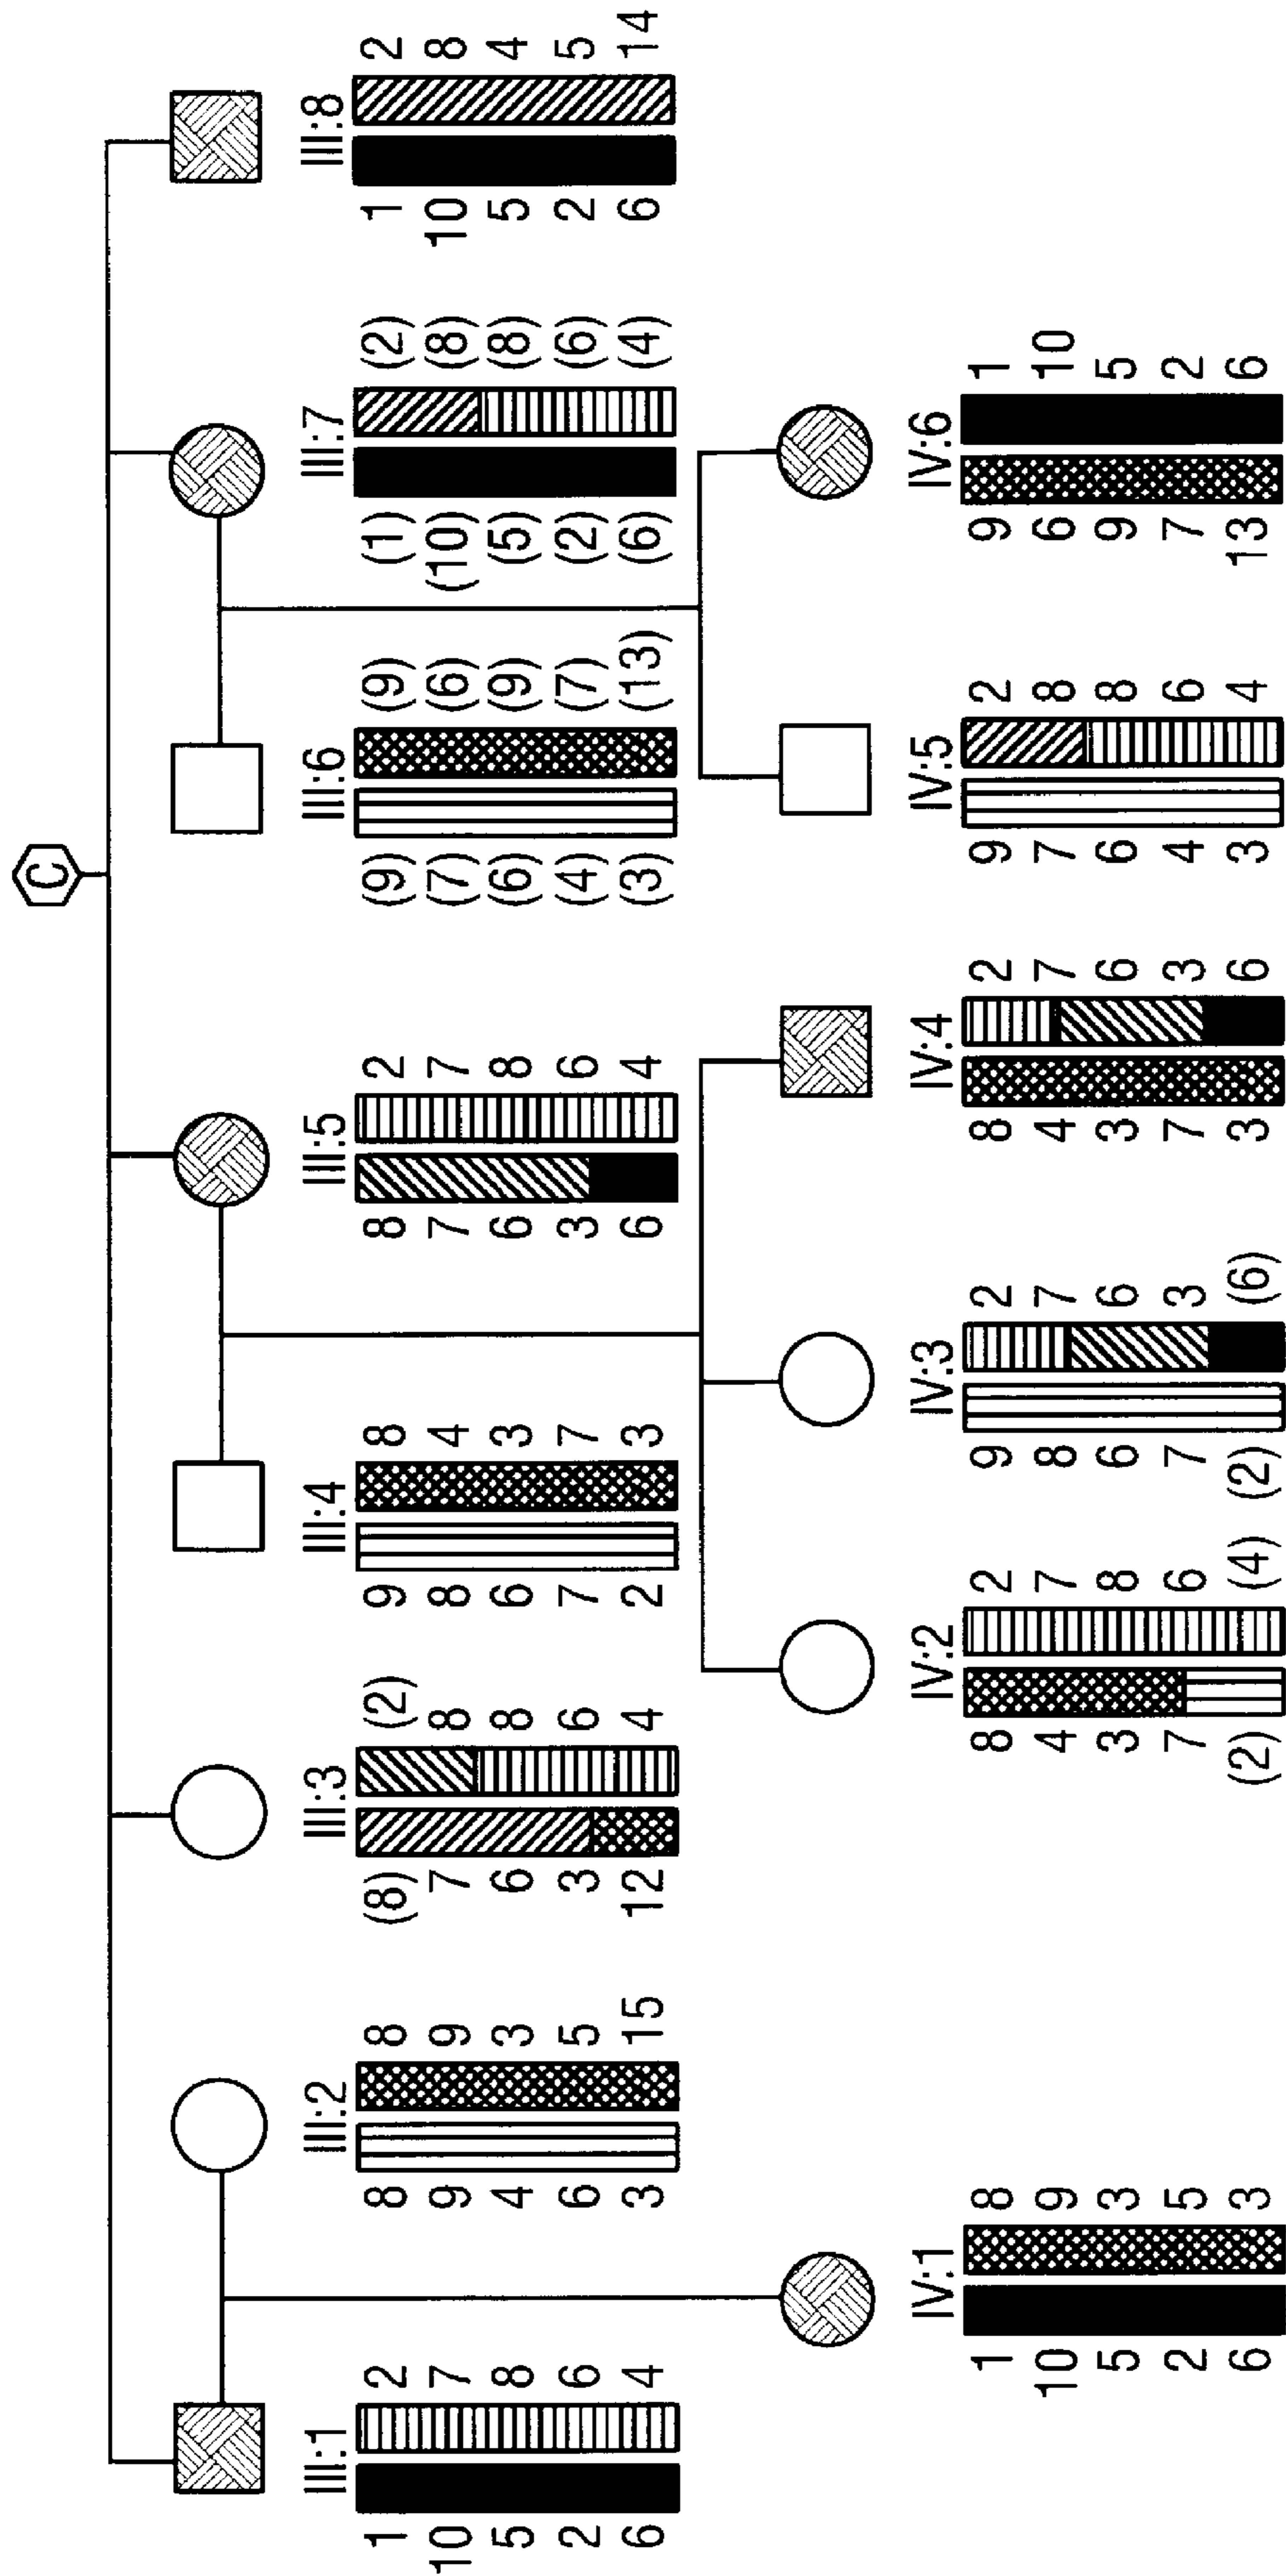 C
III:1 III:2 III:3 III:4 III:5 III:6 III:7 III:8
1 2 8 8 (8) (2) 9 8 8 2 (9) (9) (1) (2) 1 2
10 7 9 9 7 8 8 4 7 7 (7) (6) (10) (8) 10 8
5 8 4 3 6 8 6 3 6 8 (6) (9) (5) (8) 5 4
2 6 6 5 3 6 7 7 3 6 (4) (7) (2) (6) 2 5
6 4 3 15 12 4 2 3 6 4 (3) (13) (6) (4) 6 14
IV:1 IV:2 IV:3 IV:4 IV:5 IV:6
1 8 8 2 9 2 8 2 9 2 9 1
10 9 4 7 8 7 4 7 7 8 6 10
5 3 3 8 6 6 3 6 6 8 9 5
2 5 7 6 7 3 7 3 4 6 7 2
6 3 (2) (4) (2) (6) 3 6 3 4 13 6